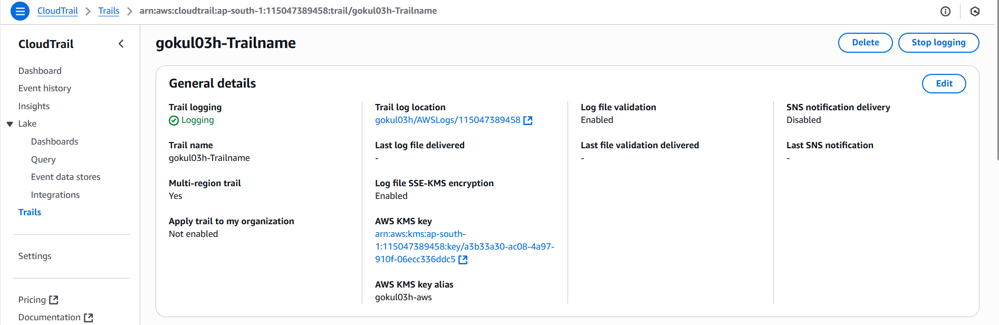 CloudTrail > Trails > arn:aws:cloudtrail:ap-south-1:115047389458:trail/gokul03h-Trailname
CloudTrail
Dashboard
Event history
Insights
Lake
Dashboards
Query
Event data stores
Integrations
Trails
Settings
Pricing
Documentation
gokul03h-Trailname
Delete
Stop logging
General details
Edit
Trail logging
Logging
Trail name
gokul03h-Trailname
Multi-region trail
Yes
Apply trail to my organization
Not enabled
Trail log location
gokul03h/AWSLogs/115047389458
Last log file delivered
-
Log file SSE-KMS encryption
Enabled
AWS KMS key
arn:aws:kms:ap-south-
1:115047389458:key/a3b33a30-ac08-4a97-
910f-06ecc336ddc5
AWS KMS key alias
gokul03h-aws
Log file validation
Enabled
Last file validation delivered
-
SNS notification delivery
Disabled
Last SNS notification
-